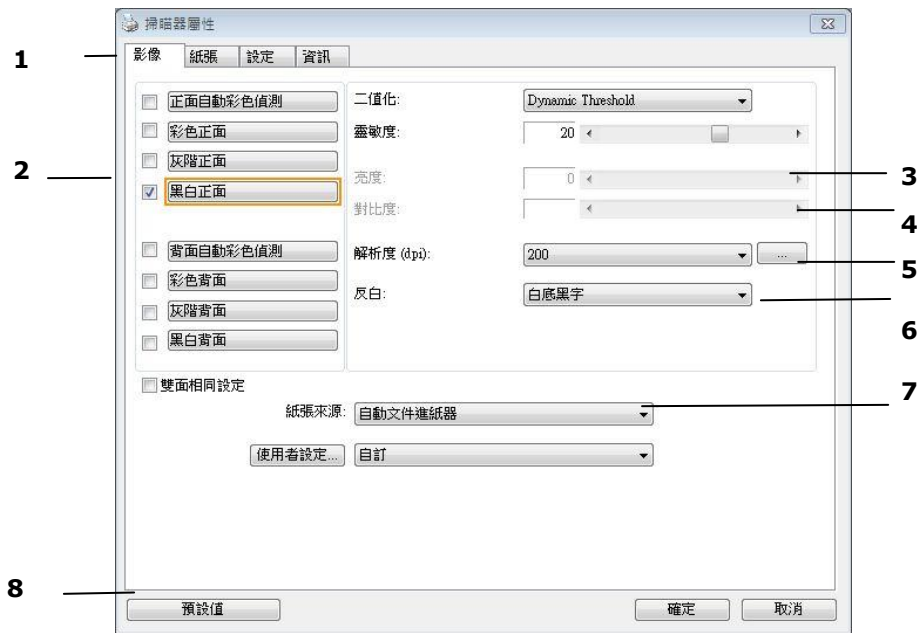 掃瞄器屬性
影像 紙張 設定 資訊
1
正面自動彩色偵測
彩色正面
灰階正面
黑白正面
2
背面自動彩色偵測
彩色背面
灰階背面
黑白背面
二值化: Dynamic Threshold
靈敏度: 20
亮度: 0
3
對比度:
4
解析度 (dpi): 200 ...
5
反白: 白底黑字
6
雙面相同設定
紙張來源: 自動文件進紙器
7
使用者設定... 自訂
8
預設值 確定 取消